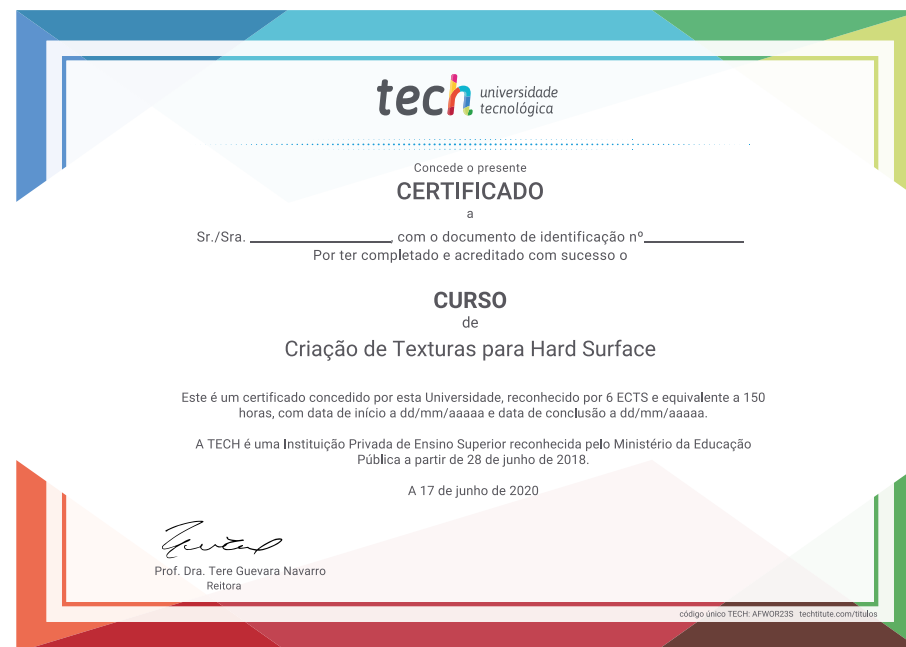 tech universidade
tecnológica
Concede o presente
CERTIFICADO
a
Sr./Sra. ____________________, com o documento de identificação nº______________
Por ter completado e acreditado com sucesso o
CURSO
de
Criação de Texturas para Hard Surface
Este é um certificado concedido por esta Universidade, reconhecido por 6 ECTS e equivalente a 150
horas, com data de início a dd/mm/aaaaa e data de conclusão a dd/mm/aaaaa.
A TECH é uma Instituição Privada de Ensino Superior reconhecida pelo Ministério da Educação
Pública a partir de 28 de junho de 2018.
A 17 de junho de 2020
Prof. Dra. Tere Guevara Navarro
Reitora
código único TECH: AFWOR23S techtitute.com/titulos